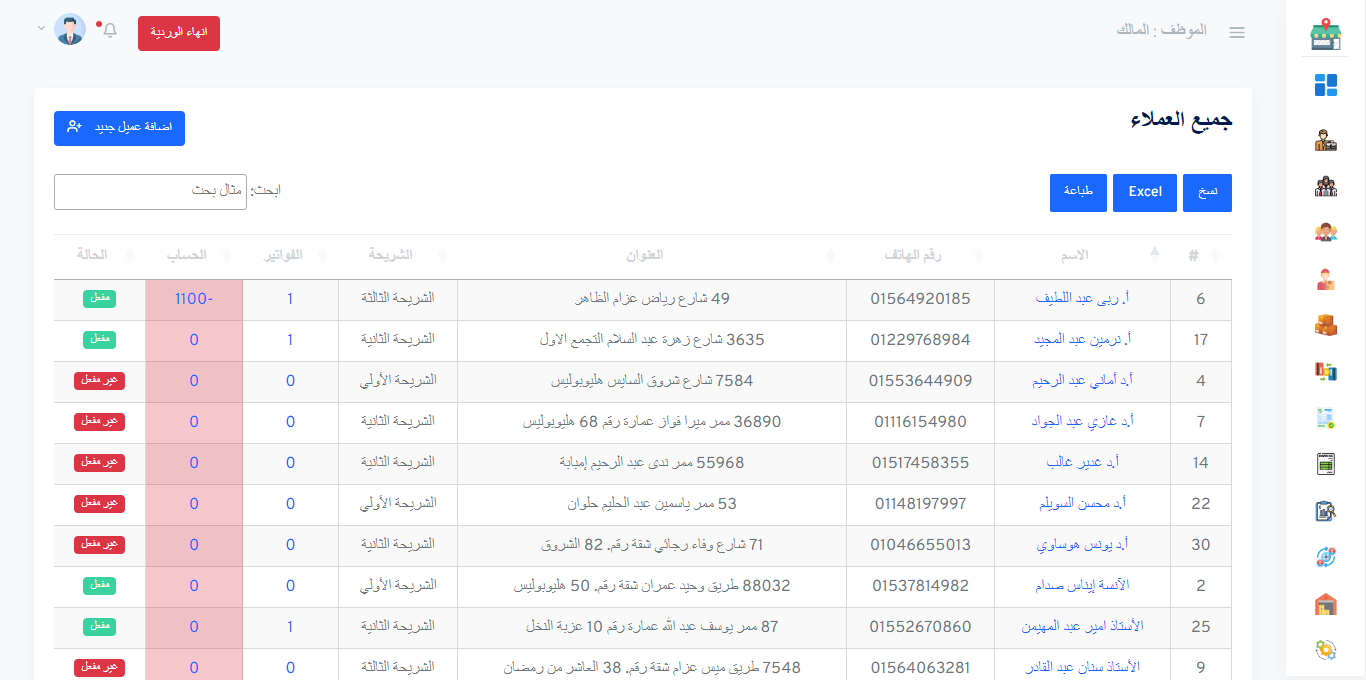 الموظف : المالك
انهاء الوردية
جميع العملاء
اضافة عميل جديد
نسخ Excel طباعة
ابحث: مثال بحث
# الاسم رقم الهاتف العنوان الشريحة الفواتير الحساب الحالة
6 أ. ربى عبد اللطيف 01564920185 49 شارع رياض عزام الظاهر الشريحة الثالثة 1 1100- مفعل
17 أ. نرمين عبد المجيد 01229768984 3635 شارع زهرة عبد السلام التجمع الاول الشريحة الثانية 1 0 مفعل
4 أ.د أماني عبد الرحيم 01553644909 7584 شارع شروق السايس هليوبوليس الشريحة الأولي 0 0 غير مفعل
7 أ.د غازي عبد الجواد 01116154980 36890 ممر ميرا فواز عمارة رقم 68 هليوبوليس الشريحة الثانية 0 0 غير مفعل
14 أ.د غدير غالب 01517458355 55968 ممر ندى عبد الرحيم إمبابة الشريحة الثانية 0 0 غير مفعل
22 أ.د محسن السويلم 01148197997 53 ممر ياسمين عبد الحليم حلوان الشريحة الأولي 0 0 غير مفعل
30 أ.د يونس هوساوي 01046655013 71 شارع وفاء رجائي شقة رقم. 82 الشروق الشريحة الثانية 0 0 غير مفعل
2 الآنسة إيناس صدام 01537814982 88032 طريق وحيد عمران شقة رقم. 50 هليوبوليس الشريحة الأولي 0 0 مفعل
25 الأستاذ امير عبد المهيمن 01552670860 87 ممر يوسف عبد الله عمارة رقم 10 عزبة النخل الشريحة الثانية 1 0 مفعل
9 الأستاذ سنان عبد القادر 01564063281 7548 طريق ميس عزام شقة رقم. 38 العاشر من رمضان الشريحة الثالثة 0 0 غير مفعل